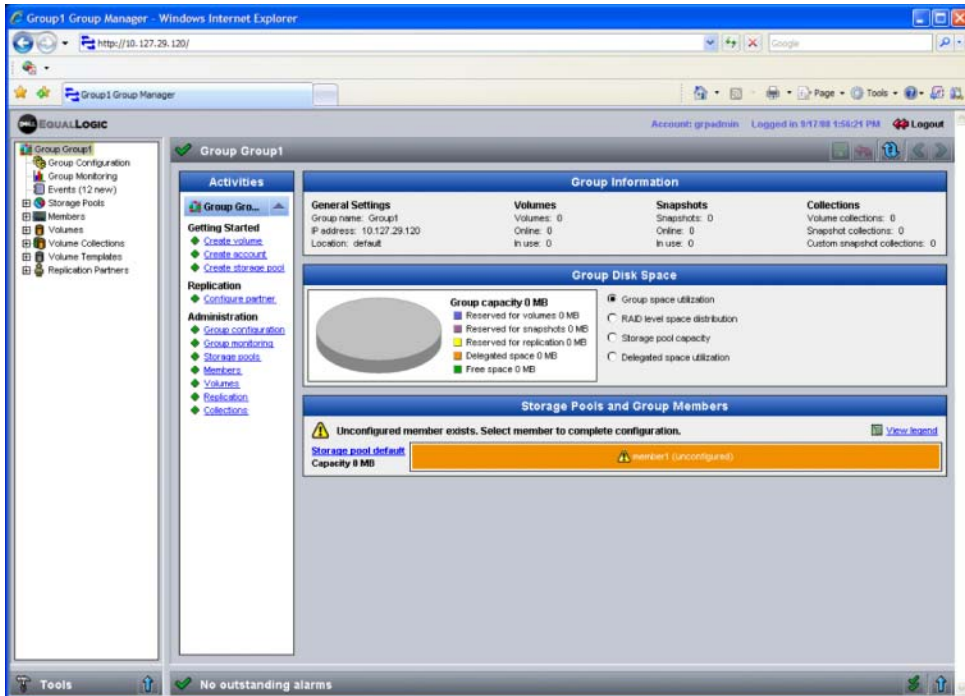 Group1 Group Manager - Windows Internet Explorer
http://10.127.29.120/
Google
Group1 Group Manager
Page
Tools
EQUALLOGIC
Account: grpadmin Logged in 9/17/08 1:56:21 PM Logout
Group Group1
Group Configuration
Group Monitoring
Events (12 new)
Storage Pools
Members
Volumes
Volume Collections
Volume Templates
Replication Partners
Tools
Group Group1
Activities
Group Gro...
Getting Started
Create volume
Create account
Create storage pool
Replication
Configure partner
Administration
Group configuration
Group monitoring
Storage pools
Members
Volumes
Replication
Collections
Group Information
General Settings
Group name: Group1
IP address: 10.127.29.120
Location: default
Volumes
Volumes: 0
Online: 0
In use: 0
Snapshots
Snapshots: 0
Online: 0
In use: 0
Collections
Volume collections: 0
Snapshot collections: 0
Custom snapshot collections: 0
Group Disk Space
Group capacity 0 MB
Reserved for volumes 0 MB
Reserved for snapshots 0 MB
Reserved for replication 0 MB
Delegated space 0 MB
Free space 0 MB
Group space utilization
RAID level space distribution
Storage pool capacity
Delegated space utilization
Storage Pools and Group Members
Unconfigured member exists. Select member to complete configuration.
View legend
Storage pool default
Capacity 0 MB
member1 (unconfigured)
No outstanding alarms